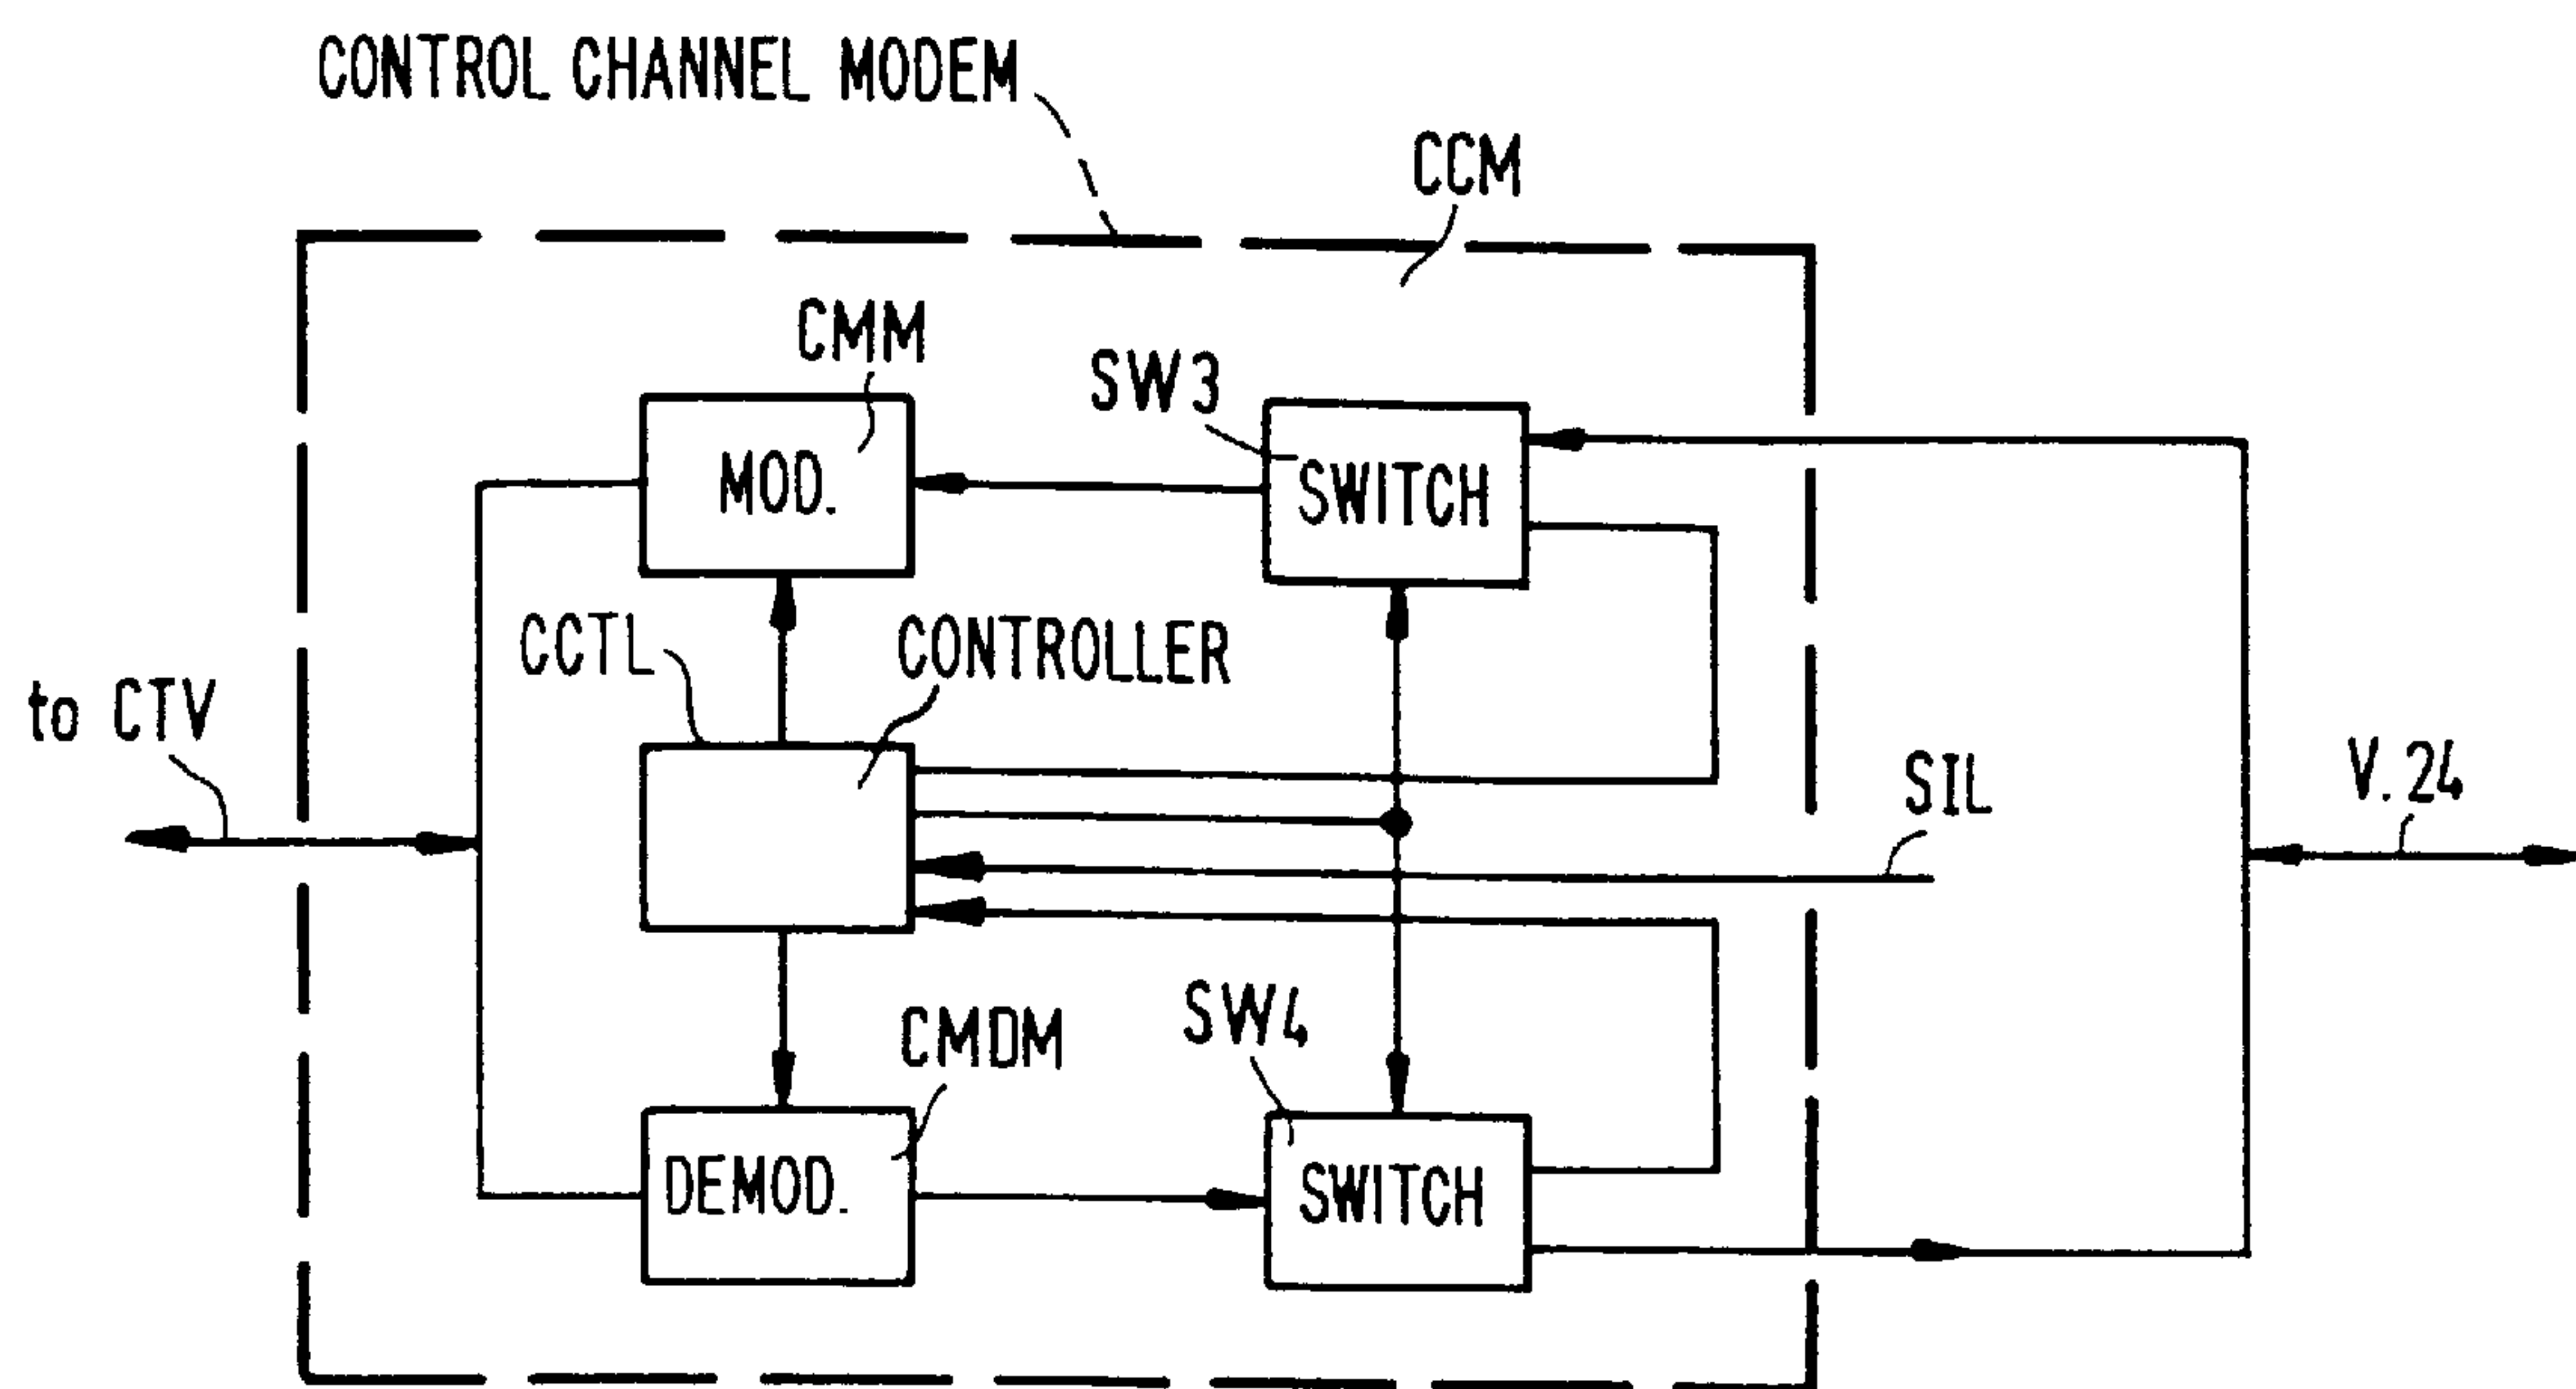 CONTROL CHANNEL MODEM
CCM
CMM
SW3
MOD.
SWITCH
CCTL
CONTROLLER
to CTV
SIL
V.24
CMDM
SW4
DEMOD.
SWITCH